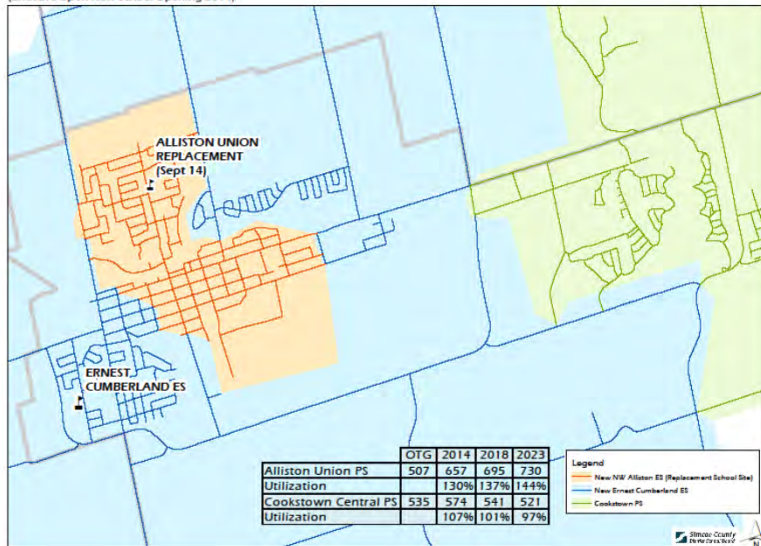 ALLISTON UNION
REPLACEMENT
(Sept 14)
ERNEST
CUMBERLAND ES
OTG 2014 2018 2023
Alliston Union PS 507 657 695 730
Utilization 130% 137% 144%
Cookstown Central PS 535 574 541 521
Utilization 107% 101% 97%
Legend
New NW Alliston ES (Replacement School Site)
New Ernest Cumberland ES
Cookstown PS
Simcoe County
N